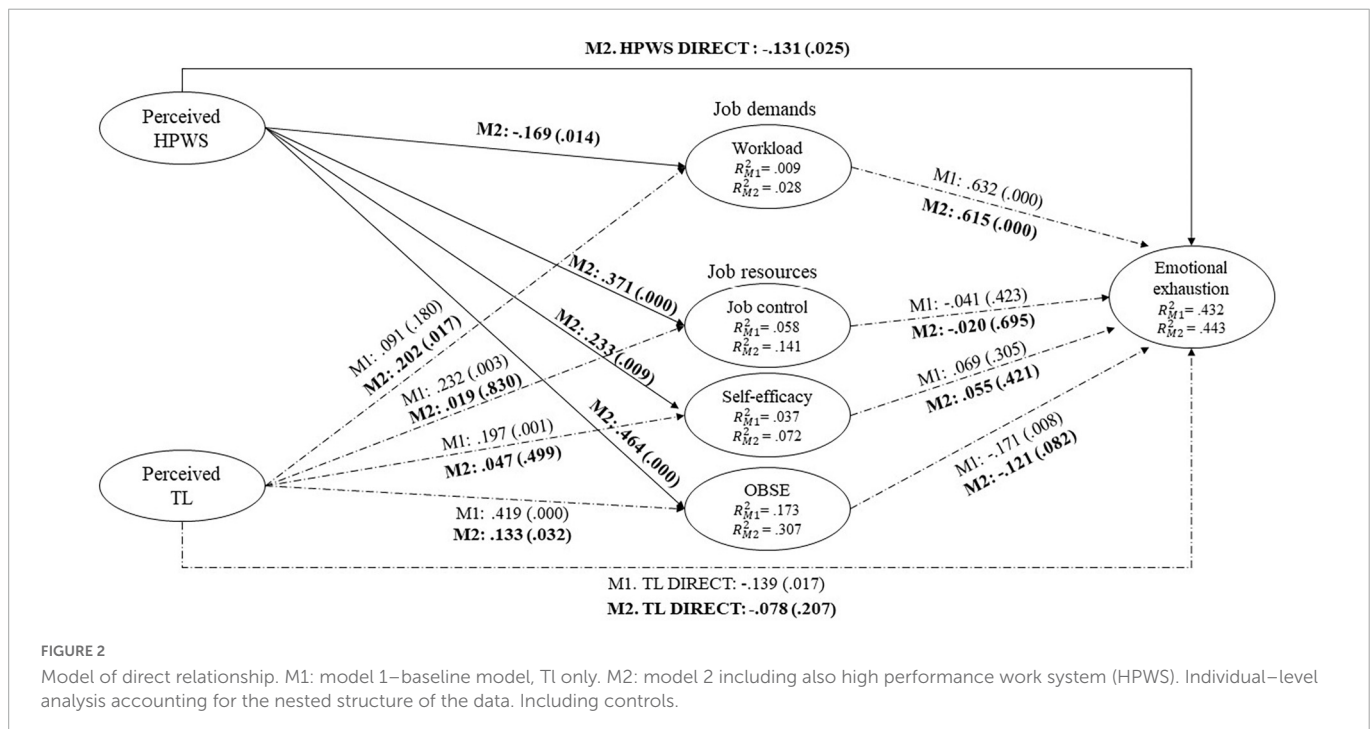 M2. HPWS DIRECT : -.131 (.025)
Perceived
HPWS
Job demands
M2: -.169 (.014)
Workload
R²M1= .009
R²M2 = .028
M1: .632 (.000)
M2: .615 (.000)
M2: .371 (.000)
Job resources
Job control
R²M1= .058
R²M2 = .141
M1: -.041 (.423)
M2: -.020 (.695)
Emotional
exhaustion
R²M1 = .432
R²M2 = .443
M1: .091 (.180)
M2: .202 (.017)
M2: .233 (.009)
M1: .232 (.003)
M2: .019 (.830)
Self-efficacy
R²M1= .037
R²M2 = .072
M1: .069 (.305)
M2: .055 (.421)
M1: .197 (.001)
M2: .047 (.499)
M2: .464 (.000)
Perceived
TL
OBSE
R²M1= .173
R²M2 = .307
M1: -.171 (.008)
M2: -.121 (.082)
M1: .419 (.000)
M2: .133 (.032)
M1. TL DIRECT: -.139 (.017)
M2. TL DIRECT: -.078 (.207)
FIGURE 2
Model of direct relationship. M1: model 1–baseline model, Tl only. M2: model 2 including also high performance work system (HPWS). Individual–level
analysis accounting for the nested structure of the data. Including controls.